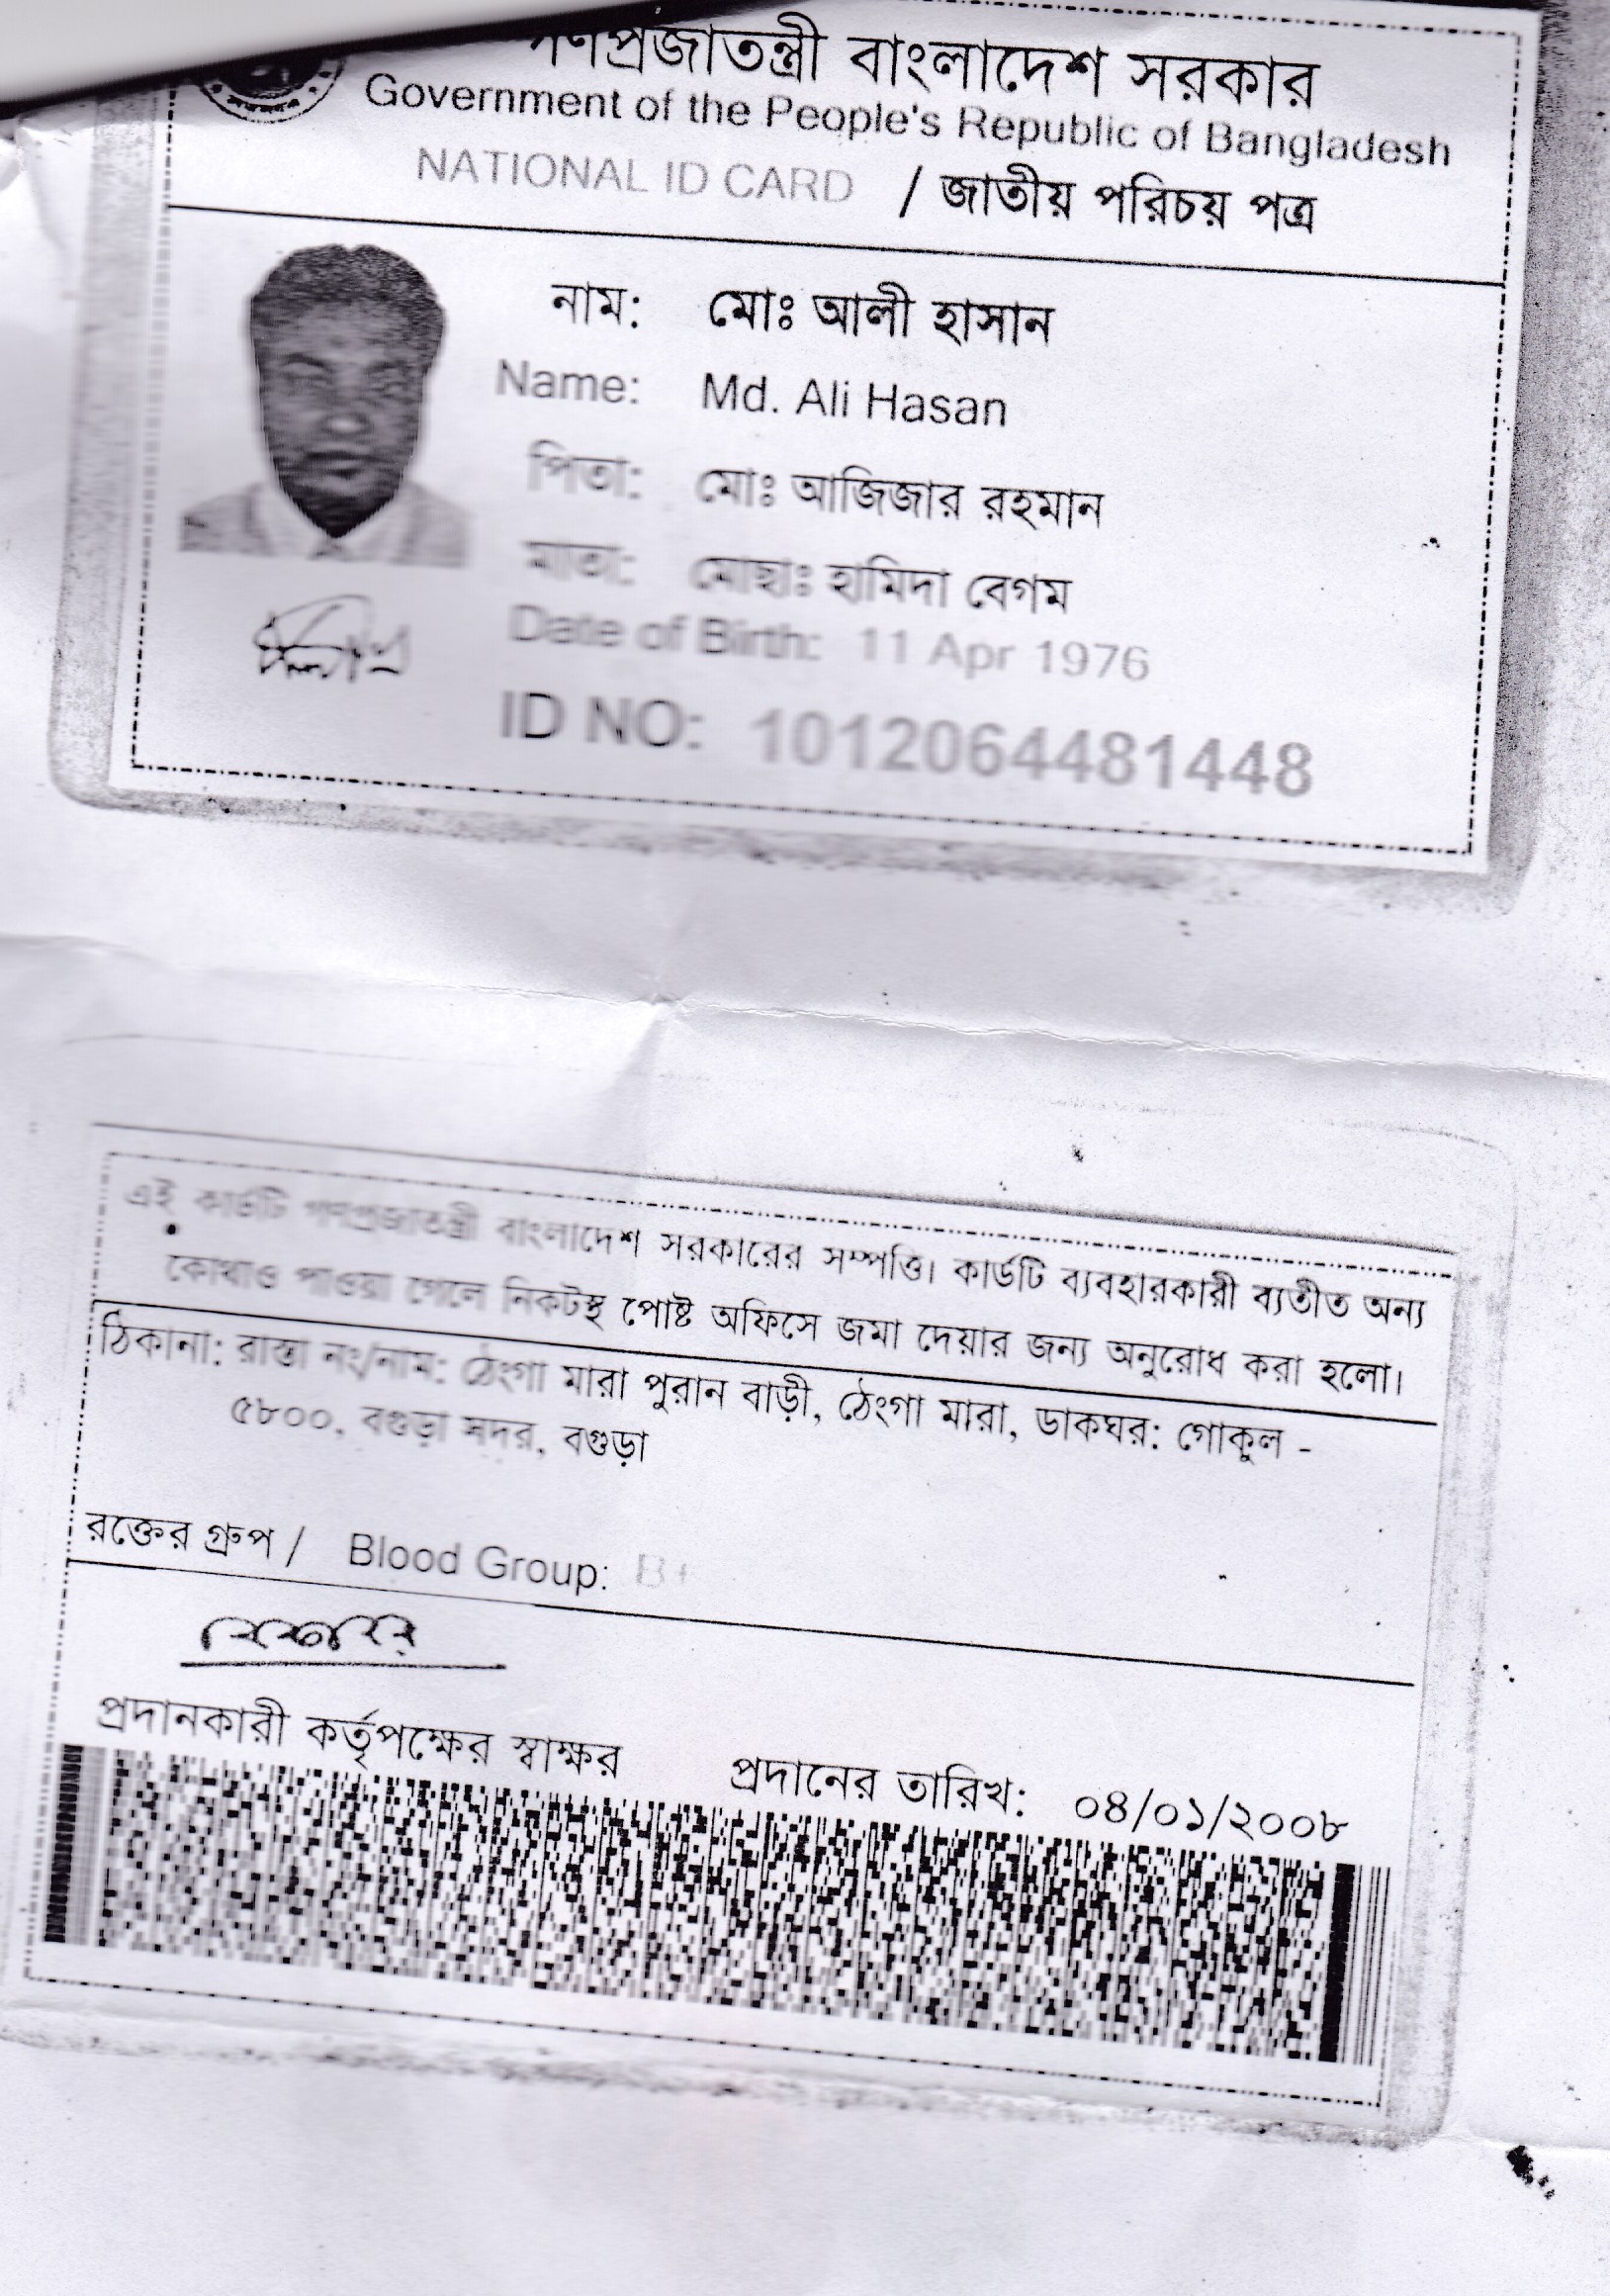 গণপ্রজাতন্ত্রী বাংলাদেশ সরকার
Government of the People's Republic of Bangladesh
NATIONAL ID CARD / জাতীয় পরিচয় পত্র
নাম: মোঃ আলী হাসান
Name: Md. Ali Hasan
পিতা: মোঃ আজিজার রহমান
মাতা: মোছাঃ হামিদা বেগম
Date of Birth: 11 Apr 1976
ID NO: 1012064481448
এই কার্ডটি গণপ্রজাতন্ত্রী বাংলাদেশ সরকারের সম্পত্তি। কার্ডটি ব্যবহারকারী ব্যতীত অন্য
কোথাও পাওয়া গেলে নিকটস্থ পোষ্ট অফিসে জমা দেয়ার জন্য অনুরোধ করা হলো।
ঠিকানা: রাস্তা নং/নাম: ঠেংগা মারা পুরান বাড়ী, ঠেংগা মারা, ডাকঘর: গোকুল -
৫৮০০, বগুড়া সদর, বগুড়া
রক্তের গ্রুপ / Blood Group: B+
প্রদানকারী কর্তৃপক্ষের স্বাক্ষর প্রদানের তারিখ: ০৪/০১/২০০৮